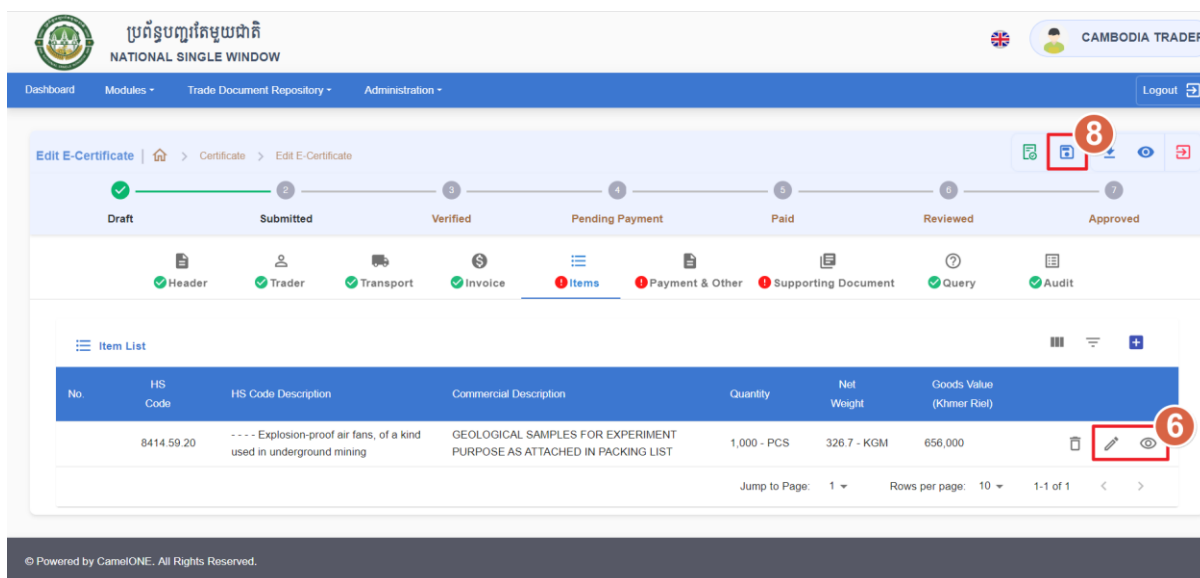 ប្រព័ន្ធបញ្ជរតែមួយជាតិ
NATIONAL SINGLE WINDOW
CAMBODIA TRADER
Dashboard Modules Trade Document Repository Administration Logout
8
Edit E-Certificate | > Certificate > Edit E-Certificate
2 3 4 5 6 7
Draft Submitted Verified Pending Payment Paid Reviewed Approved
Header Trader Transport Invoice Items Payment & Other Supporting Document Query Audit
Item List
No. HS Code HS Code Description Commercial Description Quantity Net Weight Goods Value (Khmer Riel)
6
8414.59.20 - - - - Explosion-proof air fans, of a kind GEOLOGICAL SAMPLES FOR EXPERIMENT 1,000 - PCS 326.7 - KGM 656,000
used in underground mining PURPOSE AS ATTACHED IN PACKING LIST
Jump to Page: 1 Rows per page: 10 1-1 of 1 < >
© Powered by CamelONE. All Rights Reserved.